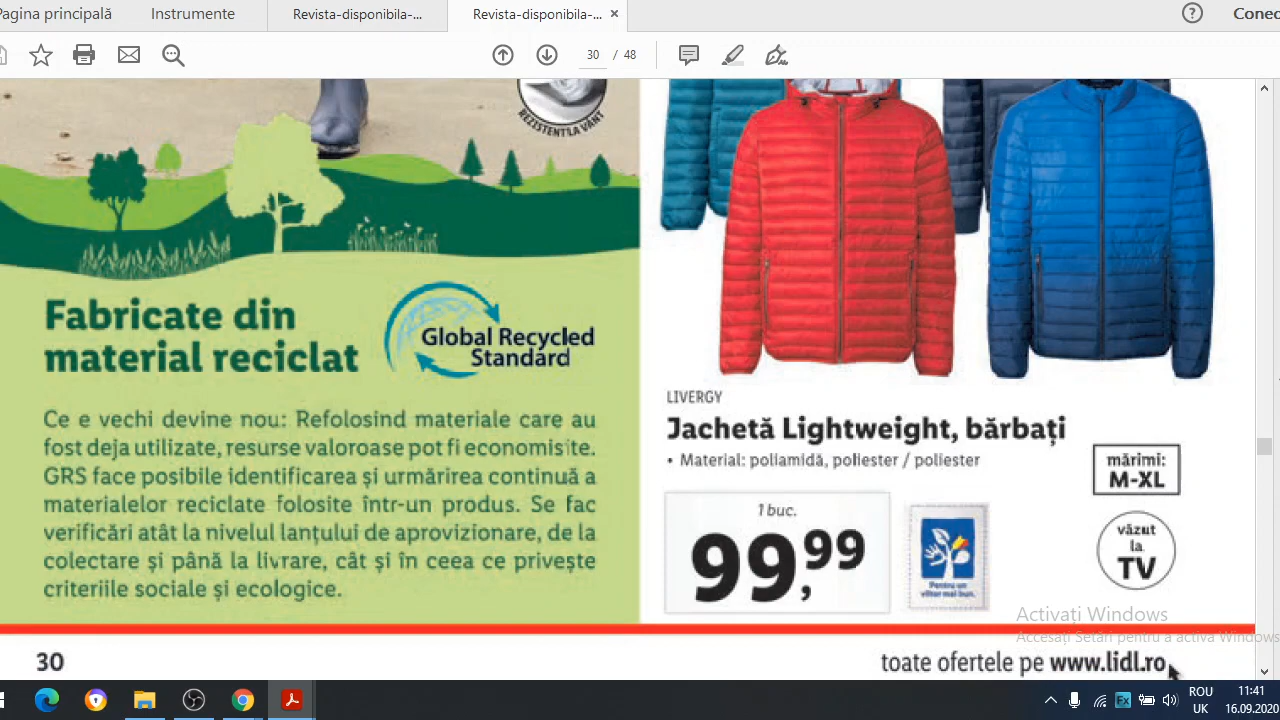 Pagina principală
Instrumente
Revista-disponibila-...
Revista-disponibila-... ×
Conec
30 / 48
REZISTENT LA VÂNT
Fabricate din
material reciclat
Global Recycled
Standard
Ce e vechi devine nou: Refolosind materiale care au
fost deja utilizate, resurse valoroase pot fi economisite.
GRS face posibile identificarea și urmărirea continuă a
materialelor reciclate folosite într-un produs. Se fac
verificări atât la nivelul lanțului de aprovizionare, de la
colectare și până la livrare, cât și în ceea ce privește
criteriile sociale și ecologice.
LIVERGY
Jachetă Lightweight, bărbați
• Material: poliamidă, poliester / poliester
mărimi:
M-XL
1 buc.
99,99
Pentru un
viitor mai bun.
văzut
la
TV
Activați Windows
Accesați Setări pentru a activa Windows
30
toate ofertele pe www.lidl.ro
ROU
UK
11:41
16.09.2020